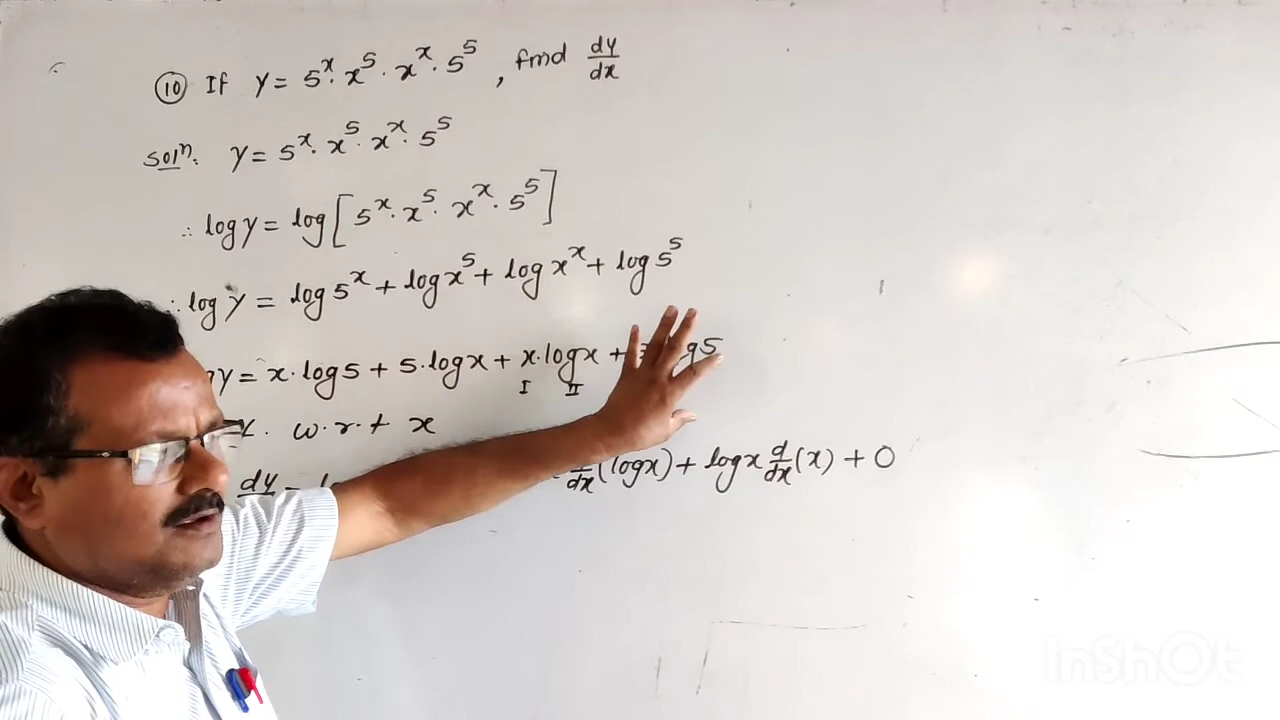 ⑩ If y = 5^x · x^5 · x^x · 5^5 , find dy/dx
Solⁿ: y = 5^x · x^5 · x^x · 5^5
∴ log y = log [ 5^x · x^5 · x^x · 5^5 ]
∴ log y = log 5^x + log x^5 + log x^x + log 5^5
y = x · log 5 + 5 · log x + x · log x + 5
I II
w.r.t x
dy = d/dx (log x) + log x d/dx (x) + 0
InShOt